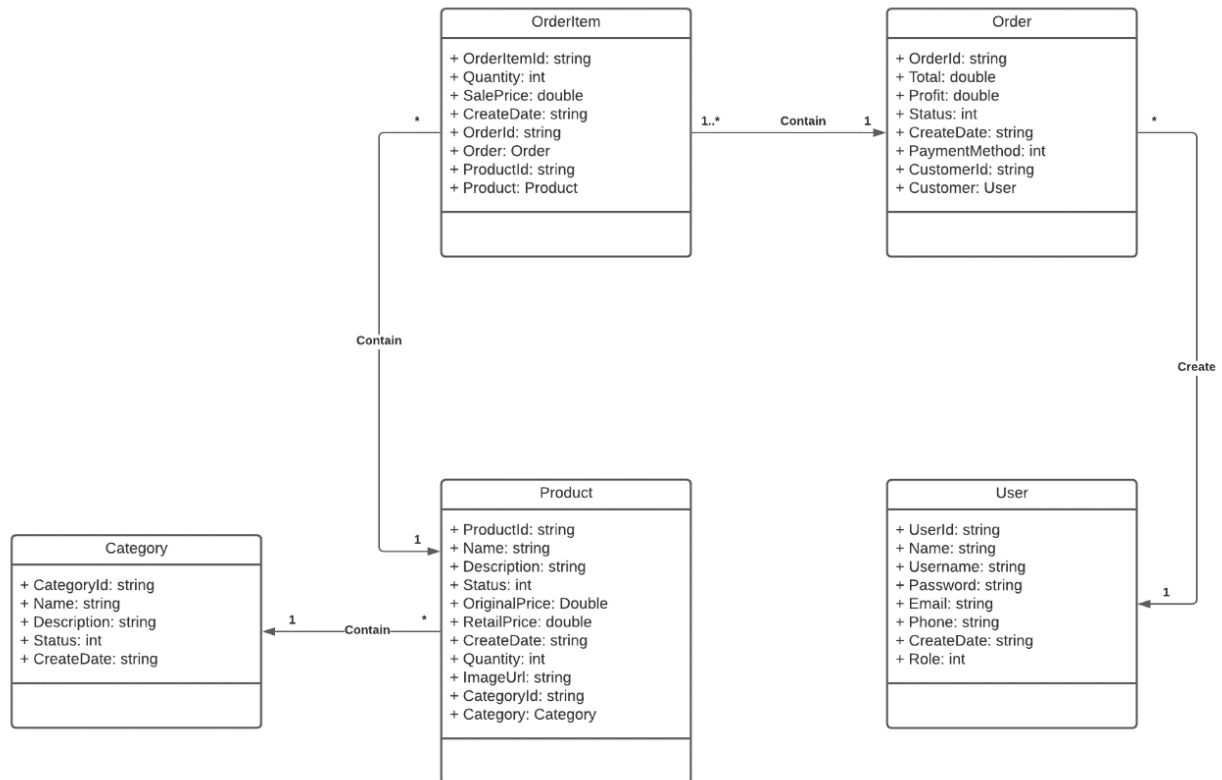 OrderItem
+ OrderItemId: string
+ Quantity: int
+ SalePrice: double
+ CreateDate: string
+ OrderId: string
+ Order: Order
+ ProductId: string
+ Product: Product
Order
+ OrderId: string
+ Total: double
+ Profit: double
+ Status: int
+ CreateDate: string
+ PaymentMethod: int
+ CustomerId: string
+ Customer: User
*
1..*
Contain
1
*
Contain
Create
Category
+ CategoryId: string
+ Name: string
+ Description: string
+ Status: int
+ CreateDate: string
1
Contain
*
1
Product
+ ProductId: string
+ Name: string
+ Description: string
+ Status: int
+ OriginalPrice: Double
+ RetailPrice: double
+ CreateDate: string
+ Quantity: int
+ ImageUrl: string
+ CategoryId: string
+ Category: Category
User
+ UserId: string
+ Name: string
+ Username: string
+ Password: string
+ Email: string
+ Phone: string
+ CreateDate: string
+ Role: int
1